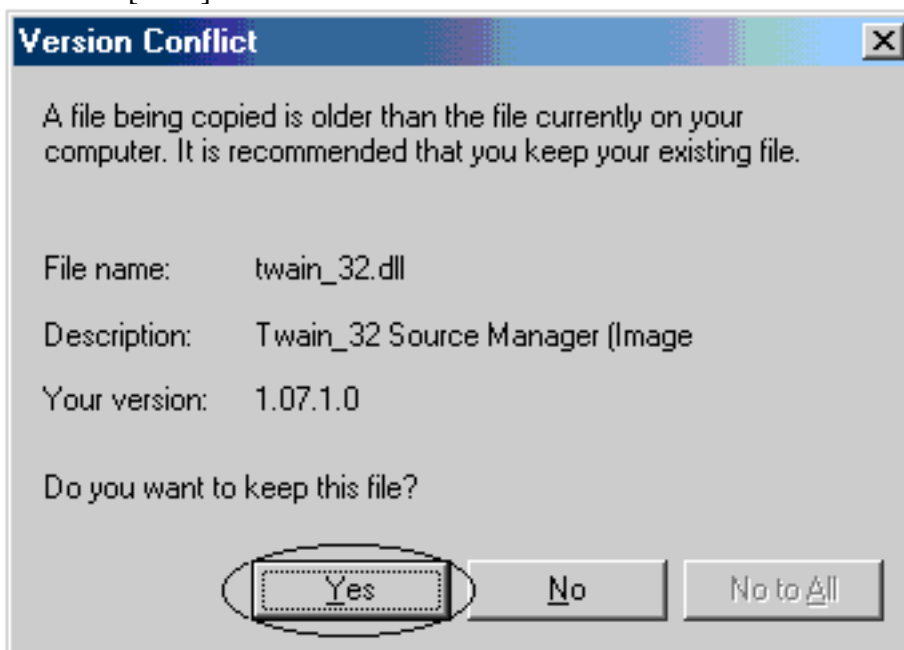 Version Conflict
A file being copied is older than the file currently on your
computer. It is recommended that you keep your existing file.
File name: twain_32.dll
Description: Twain_32 Source Manager (Image
Your version: 1.07.1.0
Do you want to keep this file?
Yes No No to All